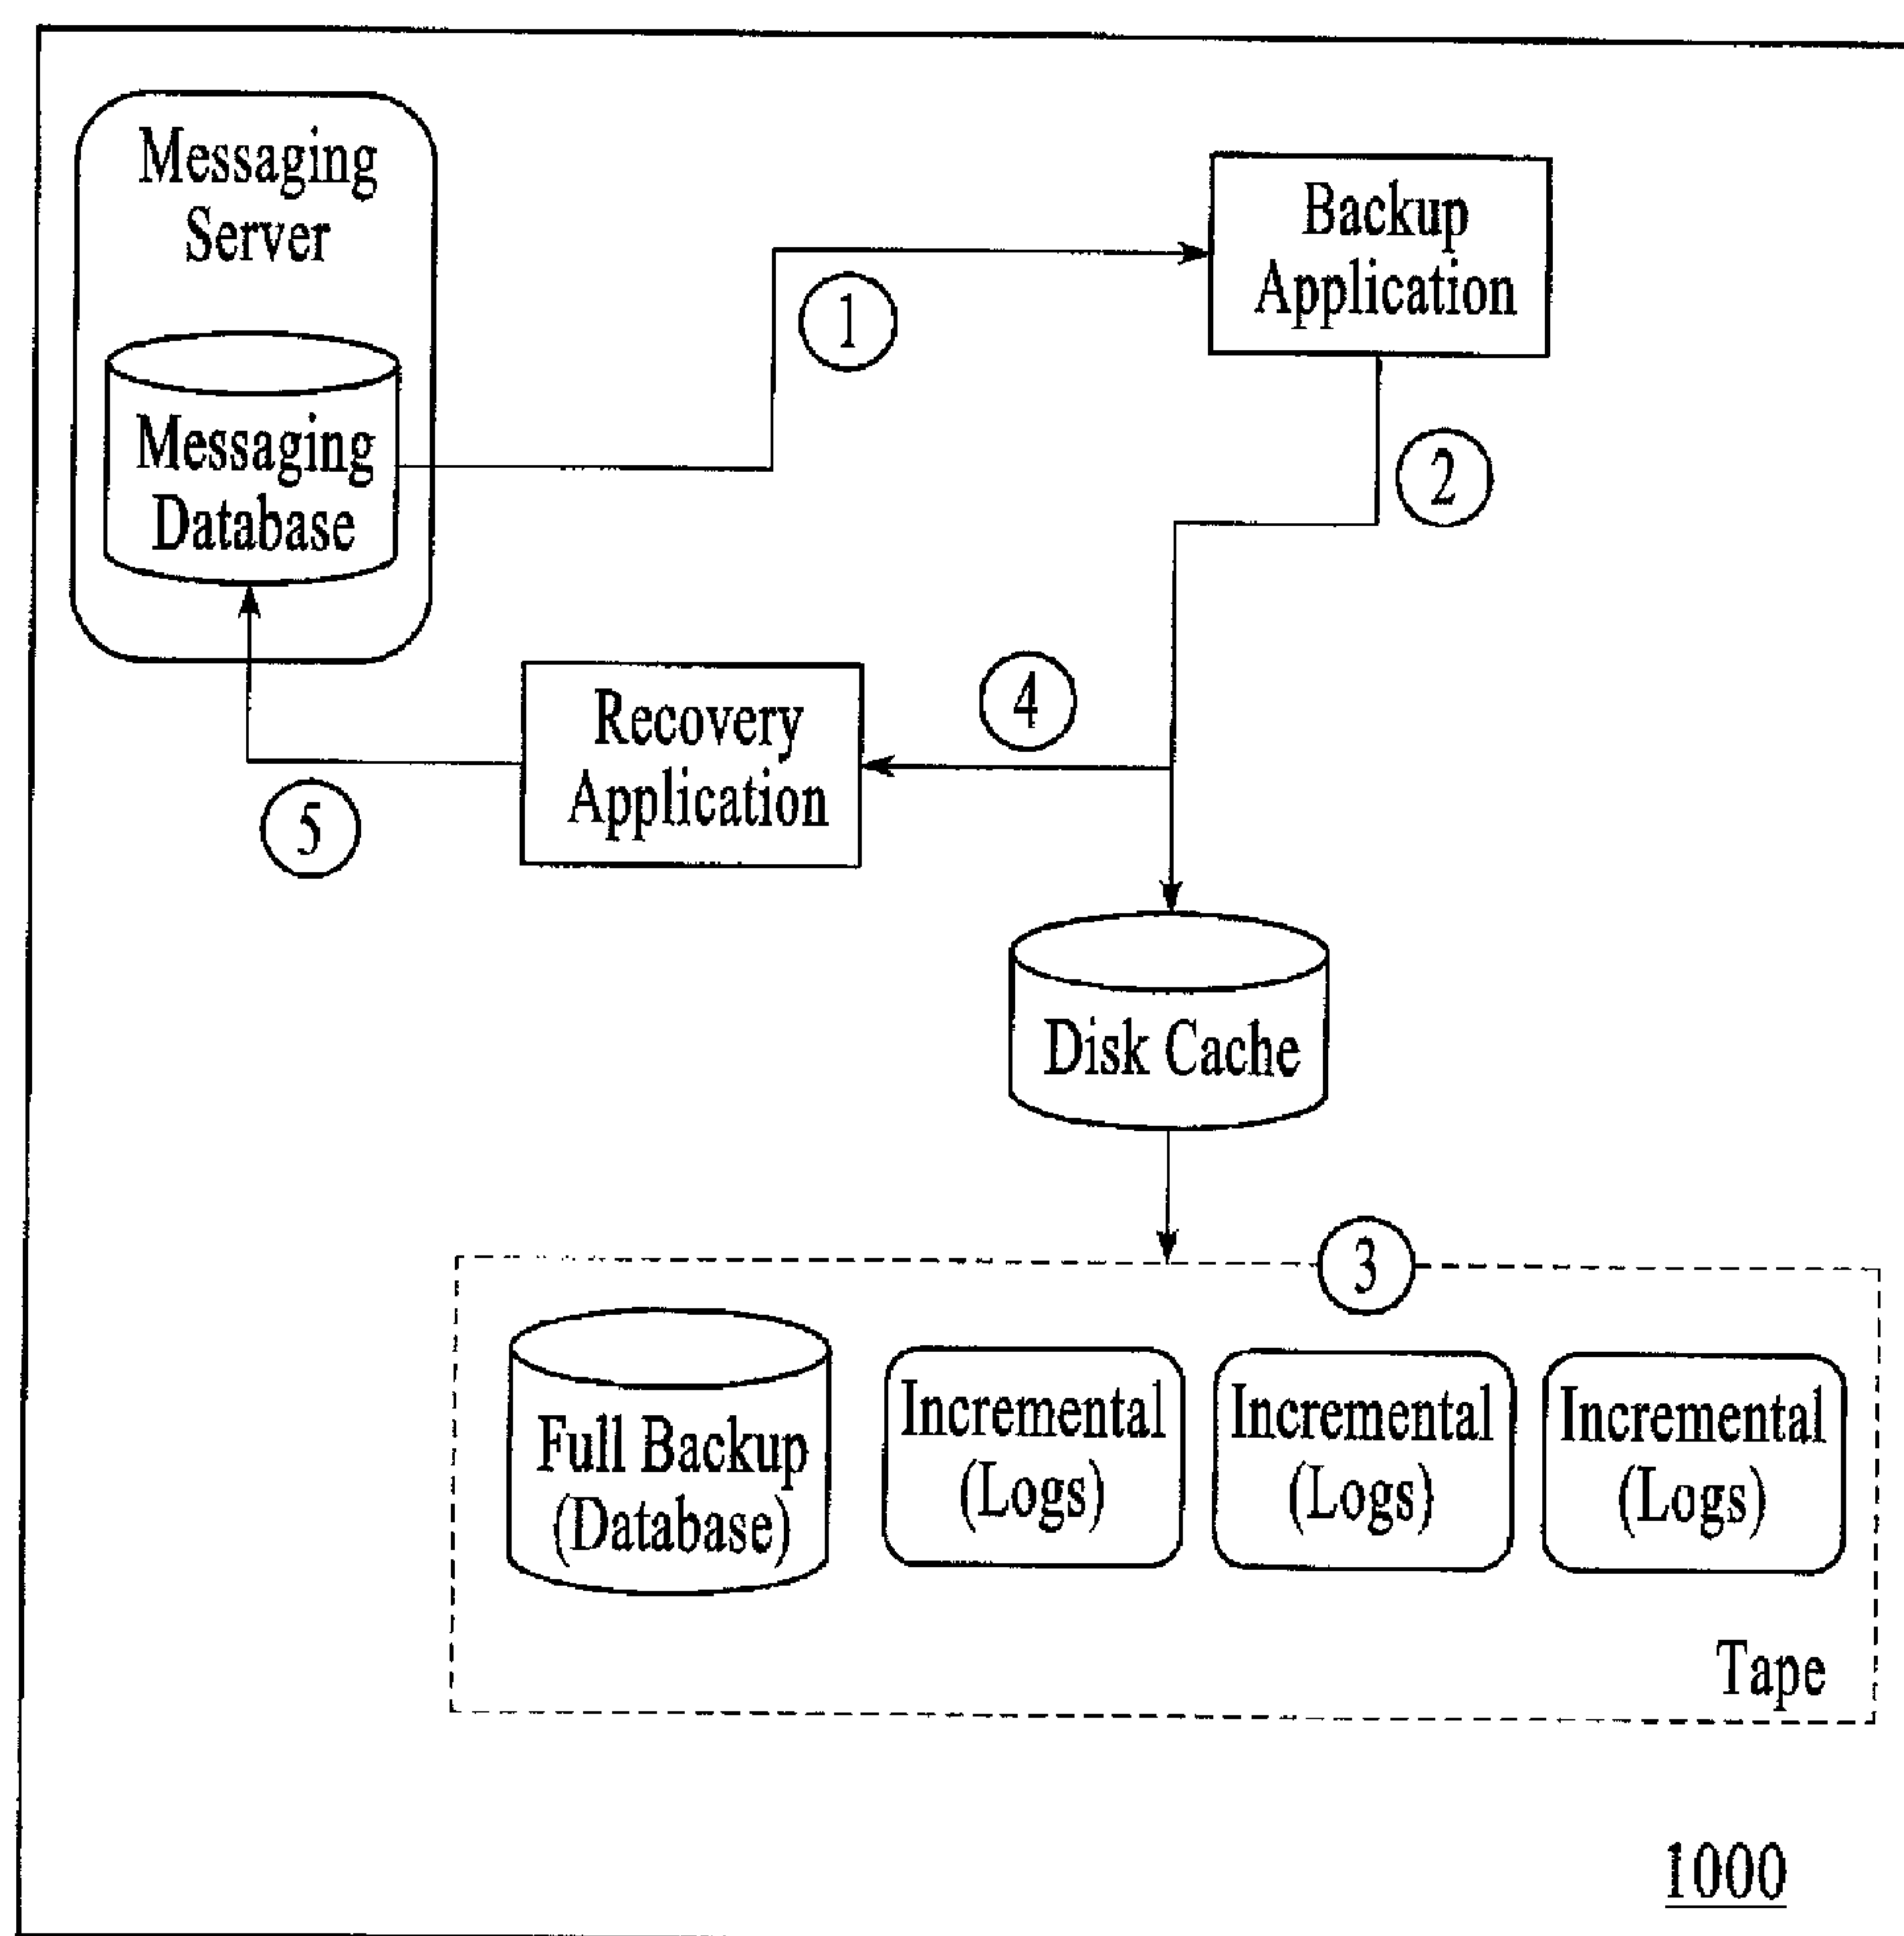 Messaging
Server
Messaging
Database
1
Backup
Application
2
Recovery
Application
4
5
Disk Cache
3
Full Backup
(Database)
Incremental
(Logs)
Incremental
(Logs)
Incremental
(Logs)
Tape
1000